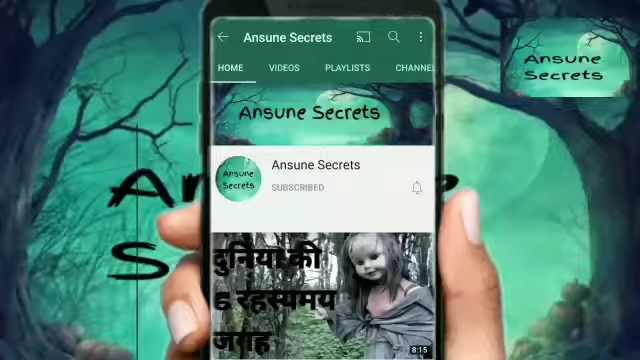 Ansune Secrets
HOME VIDEOS PLAYLISTS CHANNE
Ansune Secrets
Ansune Secrets
SUBSCRIBED
दुनिया की
5 रहस्यमय
जगह
8:15
Ansune
Secrets
Ansune
Secrets